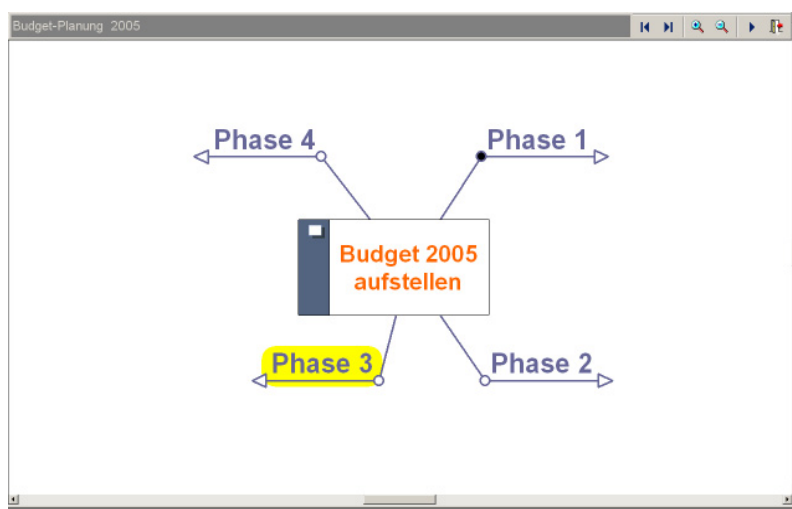 Budget-Planung 2005
Phase 4
Phase 1
Budget 2005
aufstellen
Phase 3
Phase 2